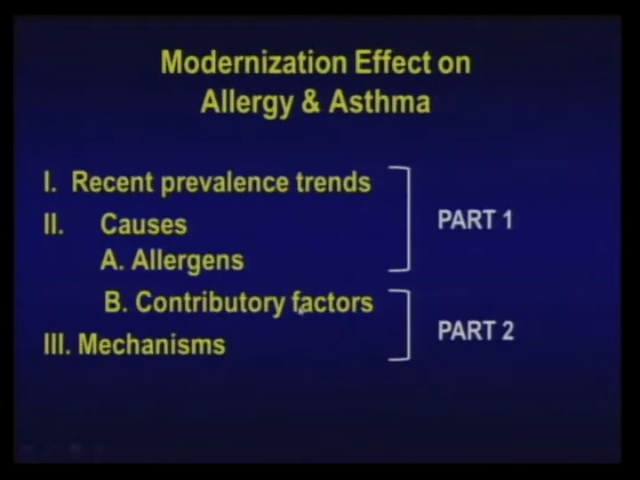 Modernization Effect on
Allergy & Asthma
I. Recent prevalence trends
II. Causes
A. Allergens
PART 1
B. Contributory factors
III. Mechanisms
PART 2